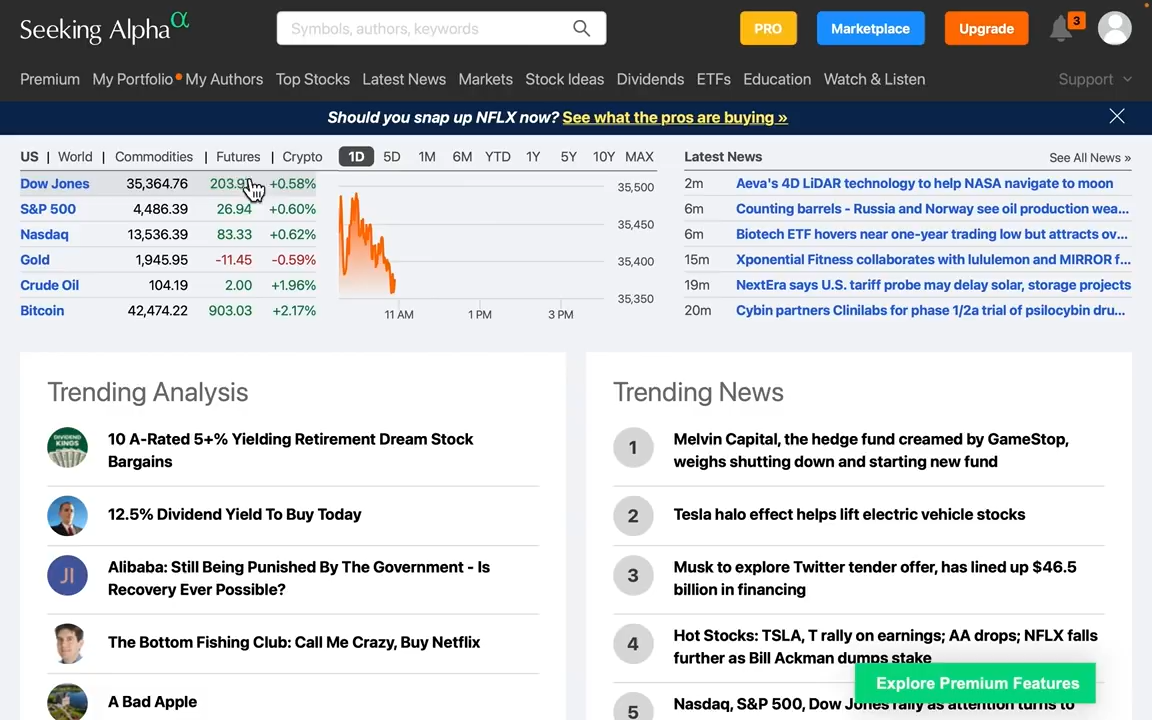 Seeking Alpha α
Symbols, authors, keywords
PRO
Marketplace
Upgrade
3
Premium My Portfolio My Authors Top Stocks Latest News Markets Stock Ideas Dividends ETFs Education Watch & Listen Support
Should you snap up NFLX now? See what the pros are buying »
US | World | Commodities | Futures | Crypto
Dow Jones 35,364.76 +0.58%
S&P 500 4,486.39 26.94 +0.60%
Nasdaq 13,536.39 83.33 +0.62%
Gold 1,945.95 -11.45 -0.59%
Crude Oil 104.19 2.00 +1.96%
Bitcoin 42,474.22 903.03 +2.17%
1D 5D 1M 6M YTD 1Y 5Y 10Y MAX
35,500
35,450
35,400
35,350
11 AM 1 PM 3 PM
Latest News See All News »
2m Aeva's 4D LiDAR technology to help NASA navigate to moon
6m Counting barrels - Russia and Norway see oil production wea...
6m Biotech ETF hovers near one-year trading low but attracts ov...
15m Xponential Fitness collaborates with lululemon and MIRROR f...
19m NextEra says U.S. tariff probe may delay solar, storage projects
20m Cybin partners Clinilabs for phase 1/2a trial of psilocybin dru...
Trending Analysis
DIVIDEND
KINGS
10 A-Rated 5+% Yielding Retirement Dream Stock
Bargains
12.5% Dividend Yield To Buy Today
JI
Alibaba: Still Being Punished By The Government - Is
Recovery Ever Possible?
The Bottom Fishing Club: Call Me Crazy, Buy Netflix
A Bad Apple
Trending News
1
Melvin Capital, the hedge fund creamed by GameStop,
weighs shutting down and starting new fund
2
Tesla halo effect helps lift electric vehicle stocks
3
Musk to explore Twitter tender offer, has lined up $46.5
billion in financing
4
Hot Stocks: TSLA, T rally on earnings; AA drops; NFLX falls
further as Bill Ackman dumps stake
5
Nasdaq, S&P 500, Dow Jones rally as attention turns to
Explore Premium Features